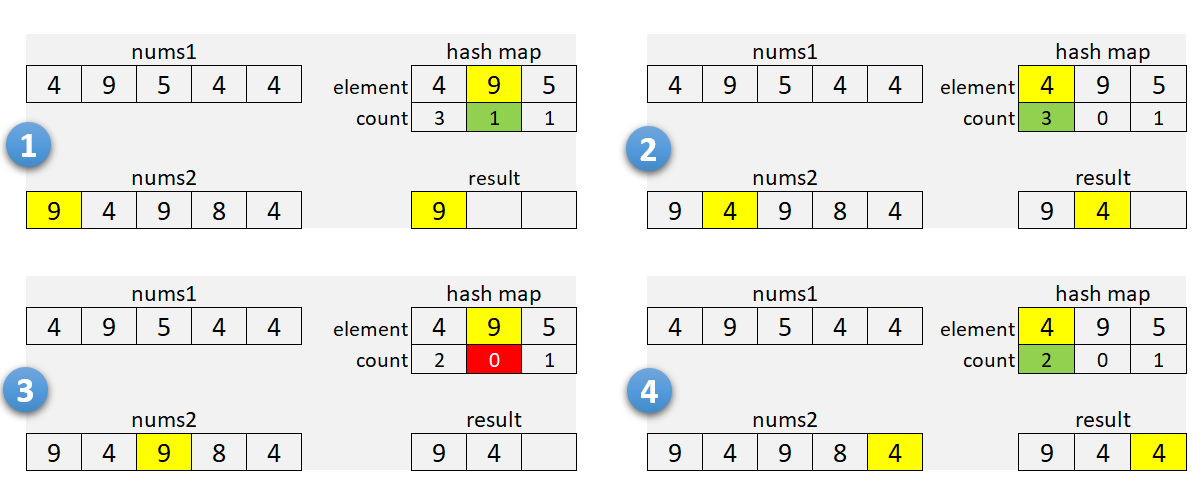 nums1 hash map
4 9 5 4 4 element 4 9 5
count 3 1 1
1
nums2 result
9 4 9 8 4 9
nums1 hash map
4 9 5 4 4 element 4 9 5
count 3 0 1
2
nums2 result
9 4 9 8 4 9 4
nums1 hash map
4 9 5 4 4 element 4 9 5
count 2 0 1
3
nums2 result
9 4 9 8 4 9 4
nums1 hash map
4 9 5 4 4 element 4 9 5
count 2 0 1
4
nums2 result
9 4 9 8 4 9 4 4